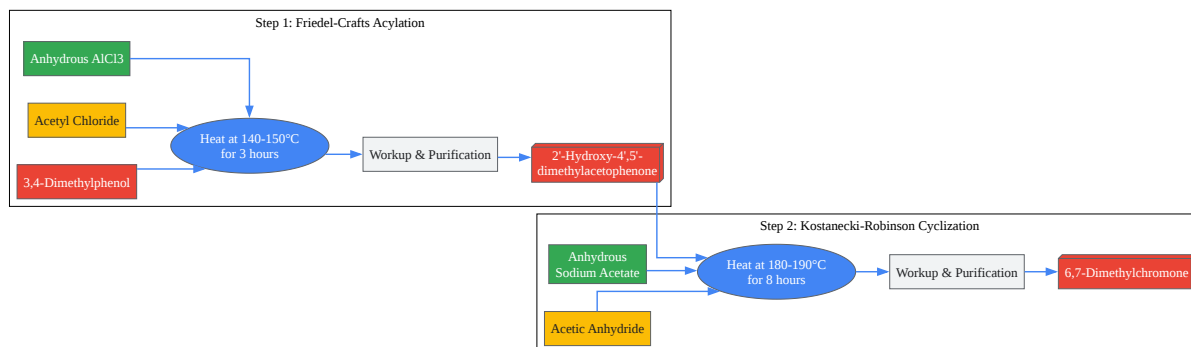 Step 1: Friedel-Crafts Acylation
Anhydrous AlCl3
Acetyl Chloride
3,4-Dimethylphenol
Heat at 140-150°C
for 3 hours
Workup & Purification
2'-Hydroxy-4',5'-
dimethylacetophenone
Step 2: Kostanecki-Robinson Cyclization
Anhydrous
Sodium Acetate
Acetic Anhydride
Heat at 180-190°C
for 8 hours
Workup & Purification
6,7-Dimethylchromone